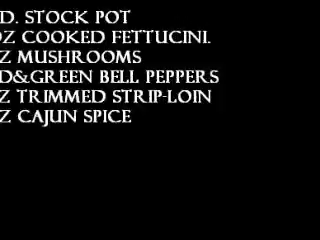 D. STOCK POT
OZ COOKED FETTUCINI.
Z MUSHROOMS
D&GREEN BELL PEPPERS
Z TRIMMED STRIP-LOIN
Z CAJUN SPICE